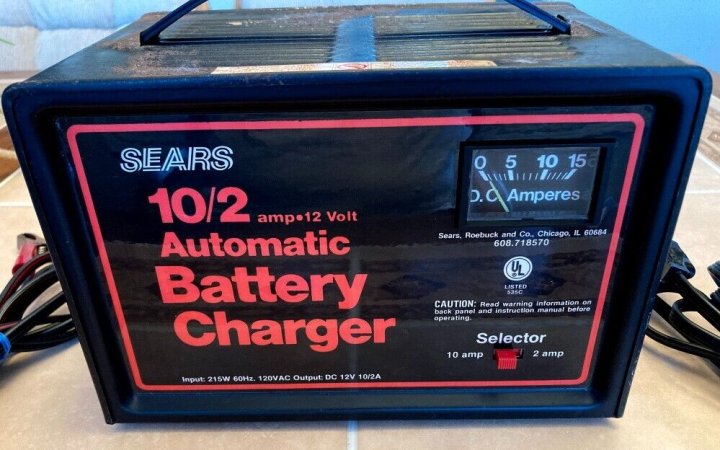 SEARS
10/2 amp•12 Volt
Automatic
Battery
Charger
Input: 215W 60Hz. 120VAC Output: DC 12V 10/2A
0 5 10 15
D.C. Amperes
Sears, Roebuck and Co., Chicago, IL 60684
608.718570
UL
LISTED
535C
CAUTION: Read warning information on
back panel and instruction manual before
operating.
Selector
10 amp 2 amp